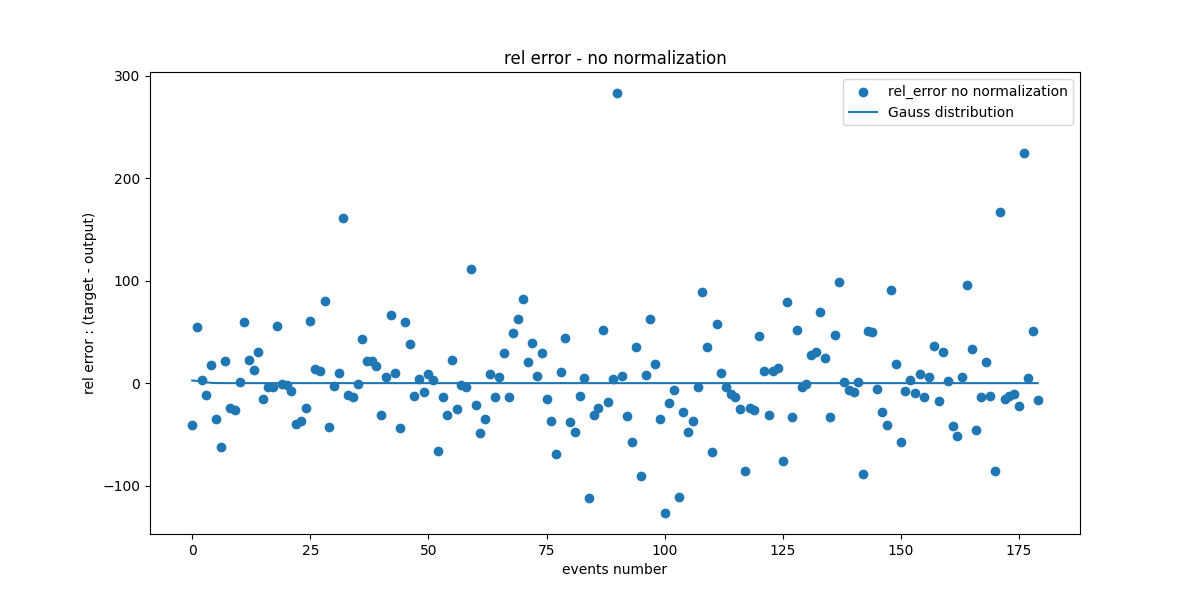 rel error - no normalization
rel_error no normalization
Gauss distribution
rel error : (target - output)
300
200
100
0
−100
0 25 50 75 100 125 150 175
events number